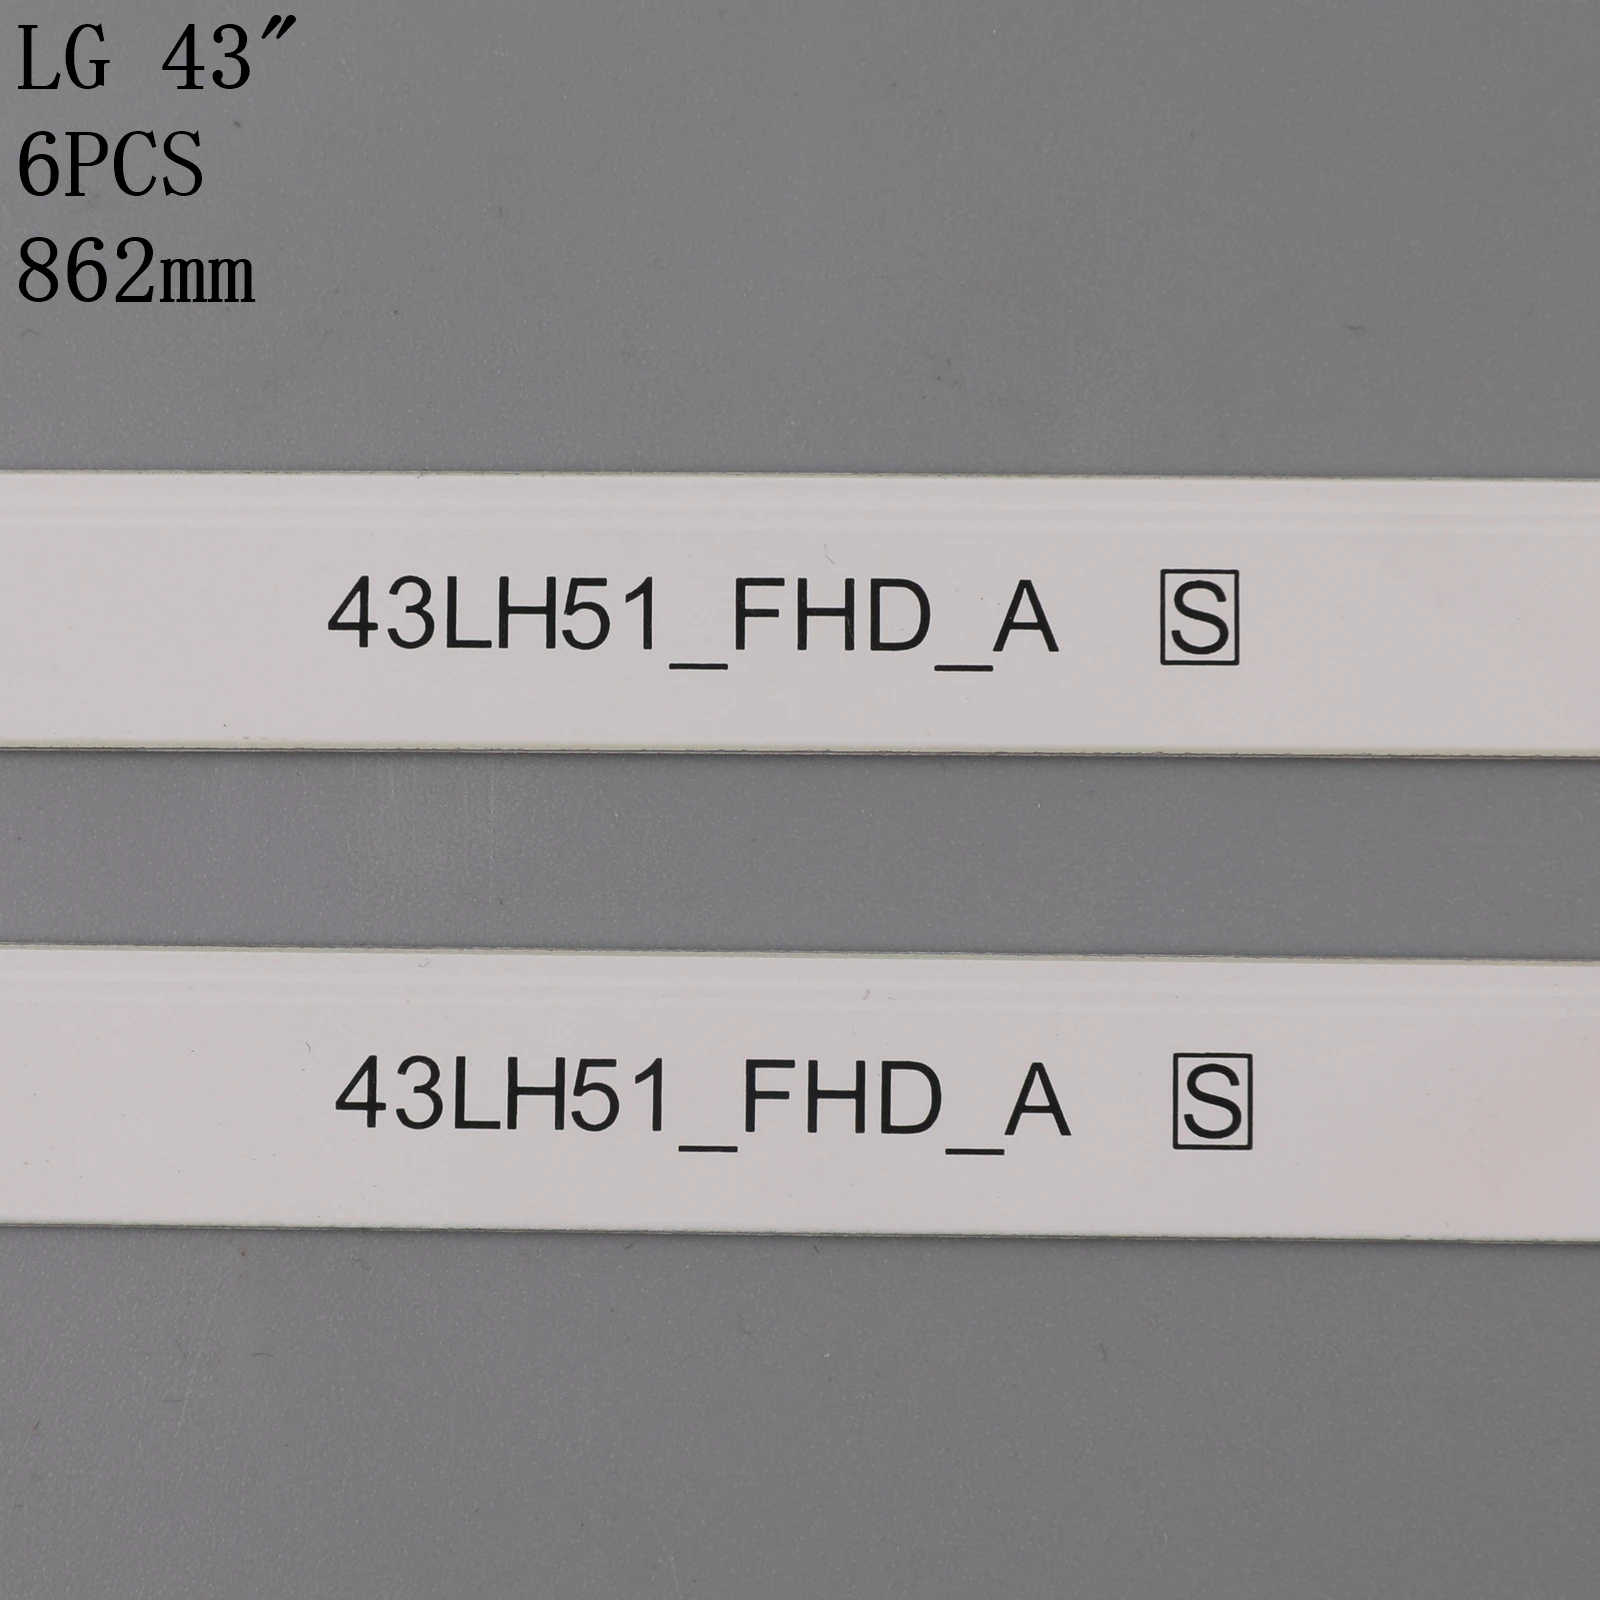 LG 43"
6PCS
862mm
43LH51_FHD_A S
43LH51_FHD_A S